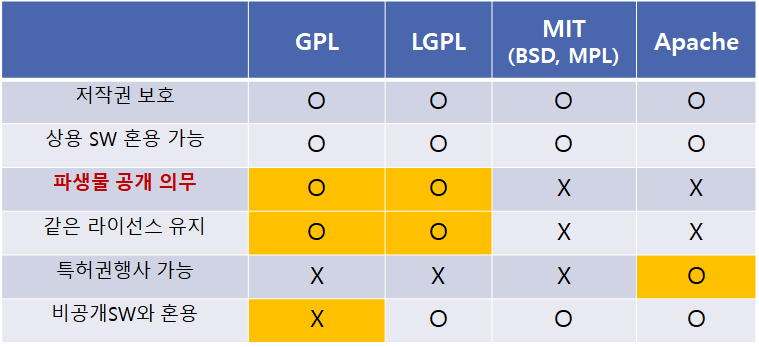 GPL LGPL MIT (BSD, MPL) Apache
저작권 보호 O O O O
상용 SW 혼용 가능 O O O O
파생물 공개 의무 O O X X
같은 라이선스 유지 O O X X
특허권행사 가능 X X X O
비공개SW와 혼용 X O O O